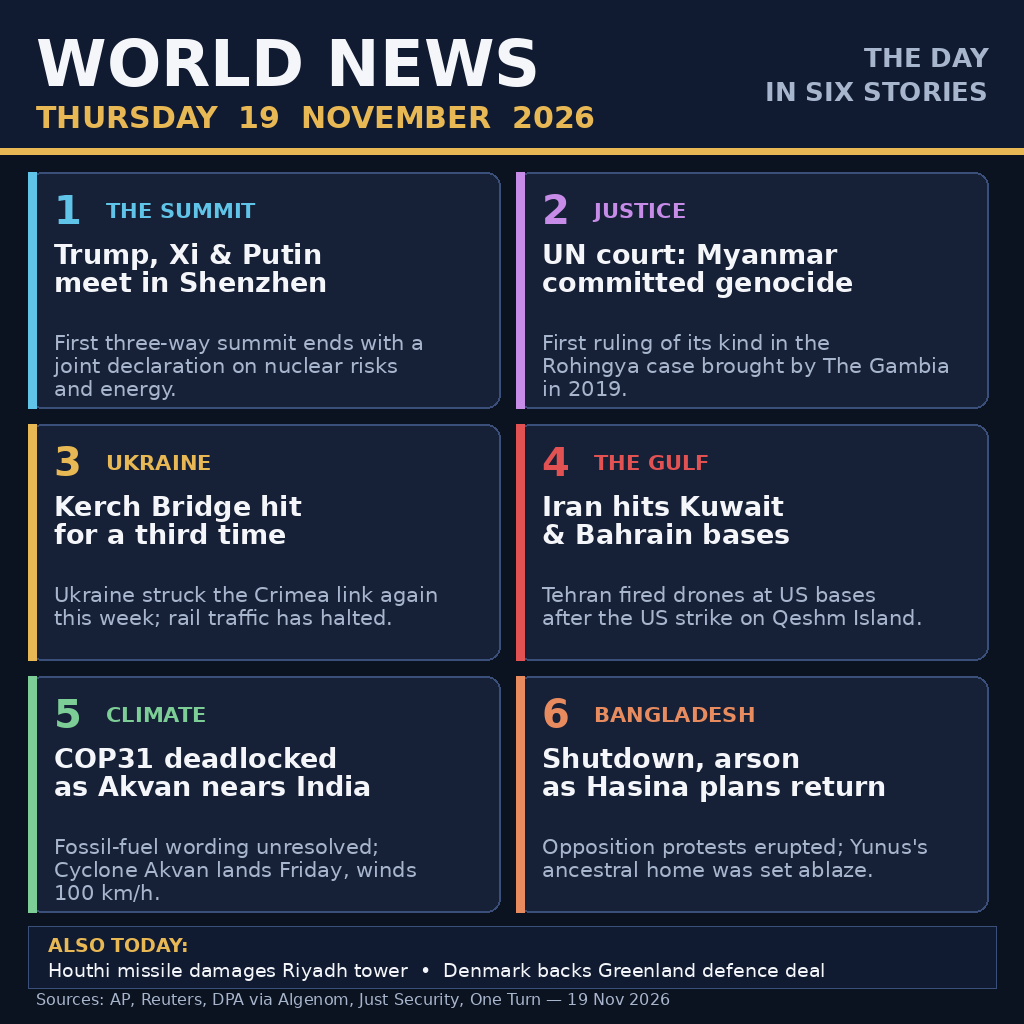 WORLD NEWS
THURSDAY 19 NOVEMBER 2026
THE DAY
IN SIX STORIES
1 THE SUMMIT
Trump, Xi & Putin
meet in Shenzhen
First three-way summit ends with a
joint declaration on nuclear risks
and energy.
2 JUSTICE
UN court: Myanmar
committed genocide
First ruling of its kind in the
Rohingya case brought by The Gambia
in 2019.
3 UKRAINE
Kerch Bridge hit
for a third time
Ukraine struck the Crimea link again
this week; rail traffic has halted.
4 THE GULF
Iran hits Kuwait
& Bahrain bases
Tehran fired drones at US bases
after the US strike on Qeshm Island.
5 CLIMATE
COP31 deadlocked
as Akvan nears India
Fossil-fuel wording unresolved;
Cyclone Akvan lands Friday, winds
100 km/h.
6 BANGLADESH
Shutdown, arson
as Hasina plans return
Opposition protests erupted; Yunus's
ancestral home was set ablaze.
ALSO TODAY:
Houthi missile damages Riyadh tower • Denmark backs Greenland defence deal
Sources: AP, Reuters, DPA via Algenom, Just Security, One Turn — 19 Nov 2026